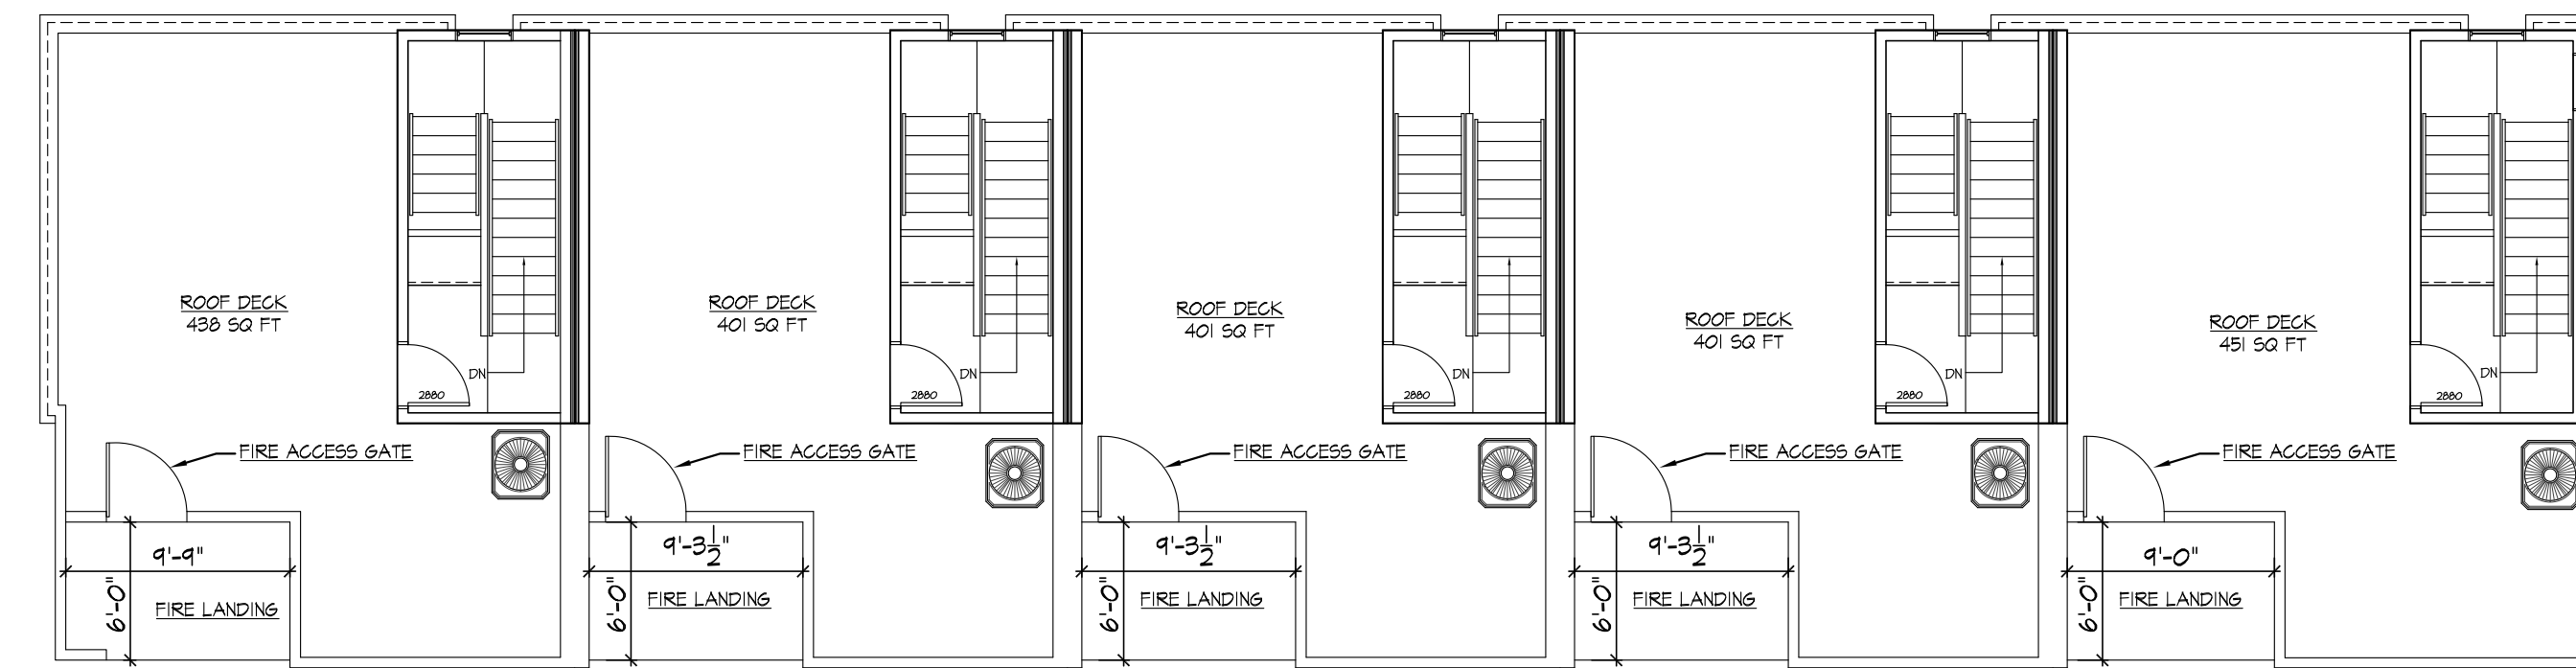 ROOF DECK
438 SQ FT
ROOF DECK
401 SQ FT
ROOF DECK
401 SQ FT
ROOF DECK
401 SQ FT
ROOF DECK
451 SQ FT
DN
2880
DN
2880
DN
2880
DN
2880
DN
2880
FIRE ACCESS GATE
FIRE ACCESS GATE
FIRE ACCESS GATE
FIRE ACCESS GATE
FIRE ACCESS GATE
9'-9"
6'-0"
FIRE LANDING
9'-3 1/2"
6'-0"
FIRE LANDING
9'-3 1/2"
6'-0"
FIRE LANDING
9'-3 1/2"
6'-0"
FIRE LANDING
9'-0"
6'-0"
FIRE LANDING